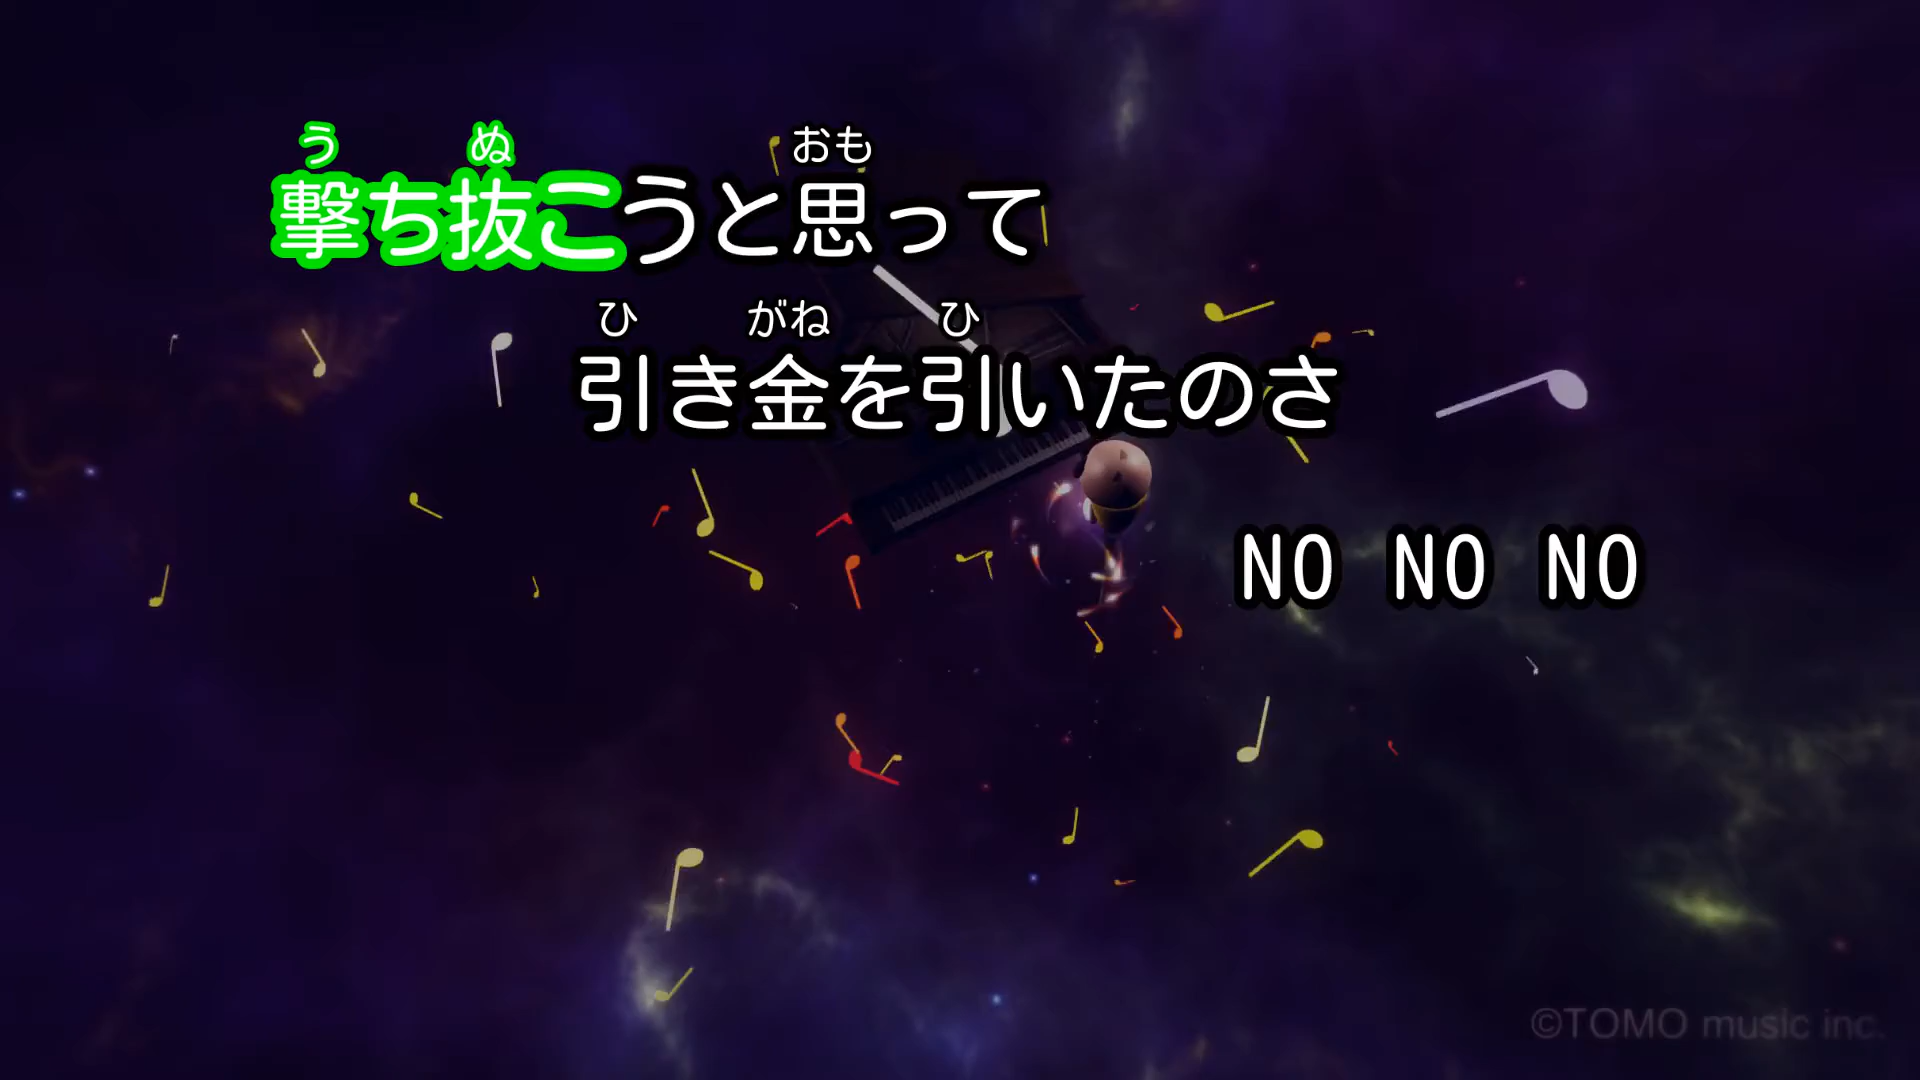 う ぬ おも
撃ち抜こうと思って
ひ がね ひ
引き金を引いたのさ
NO NO NO
©TOMO music inc.